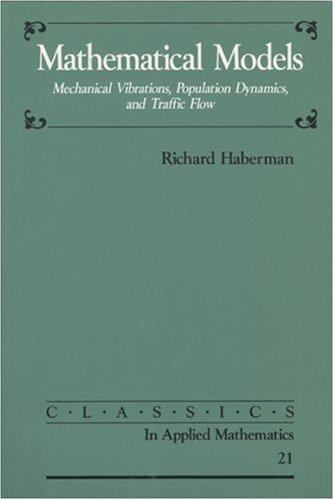 Mathematical Models
Mechanical Vibrations, Population Dynamics,
and Traffic Flow
Richard Haberman
C · L · A · S · S · I · C · S
In Applied Mathematics
21